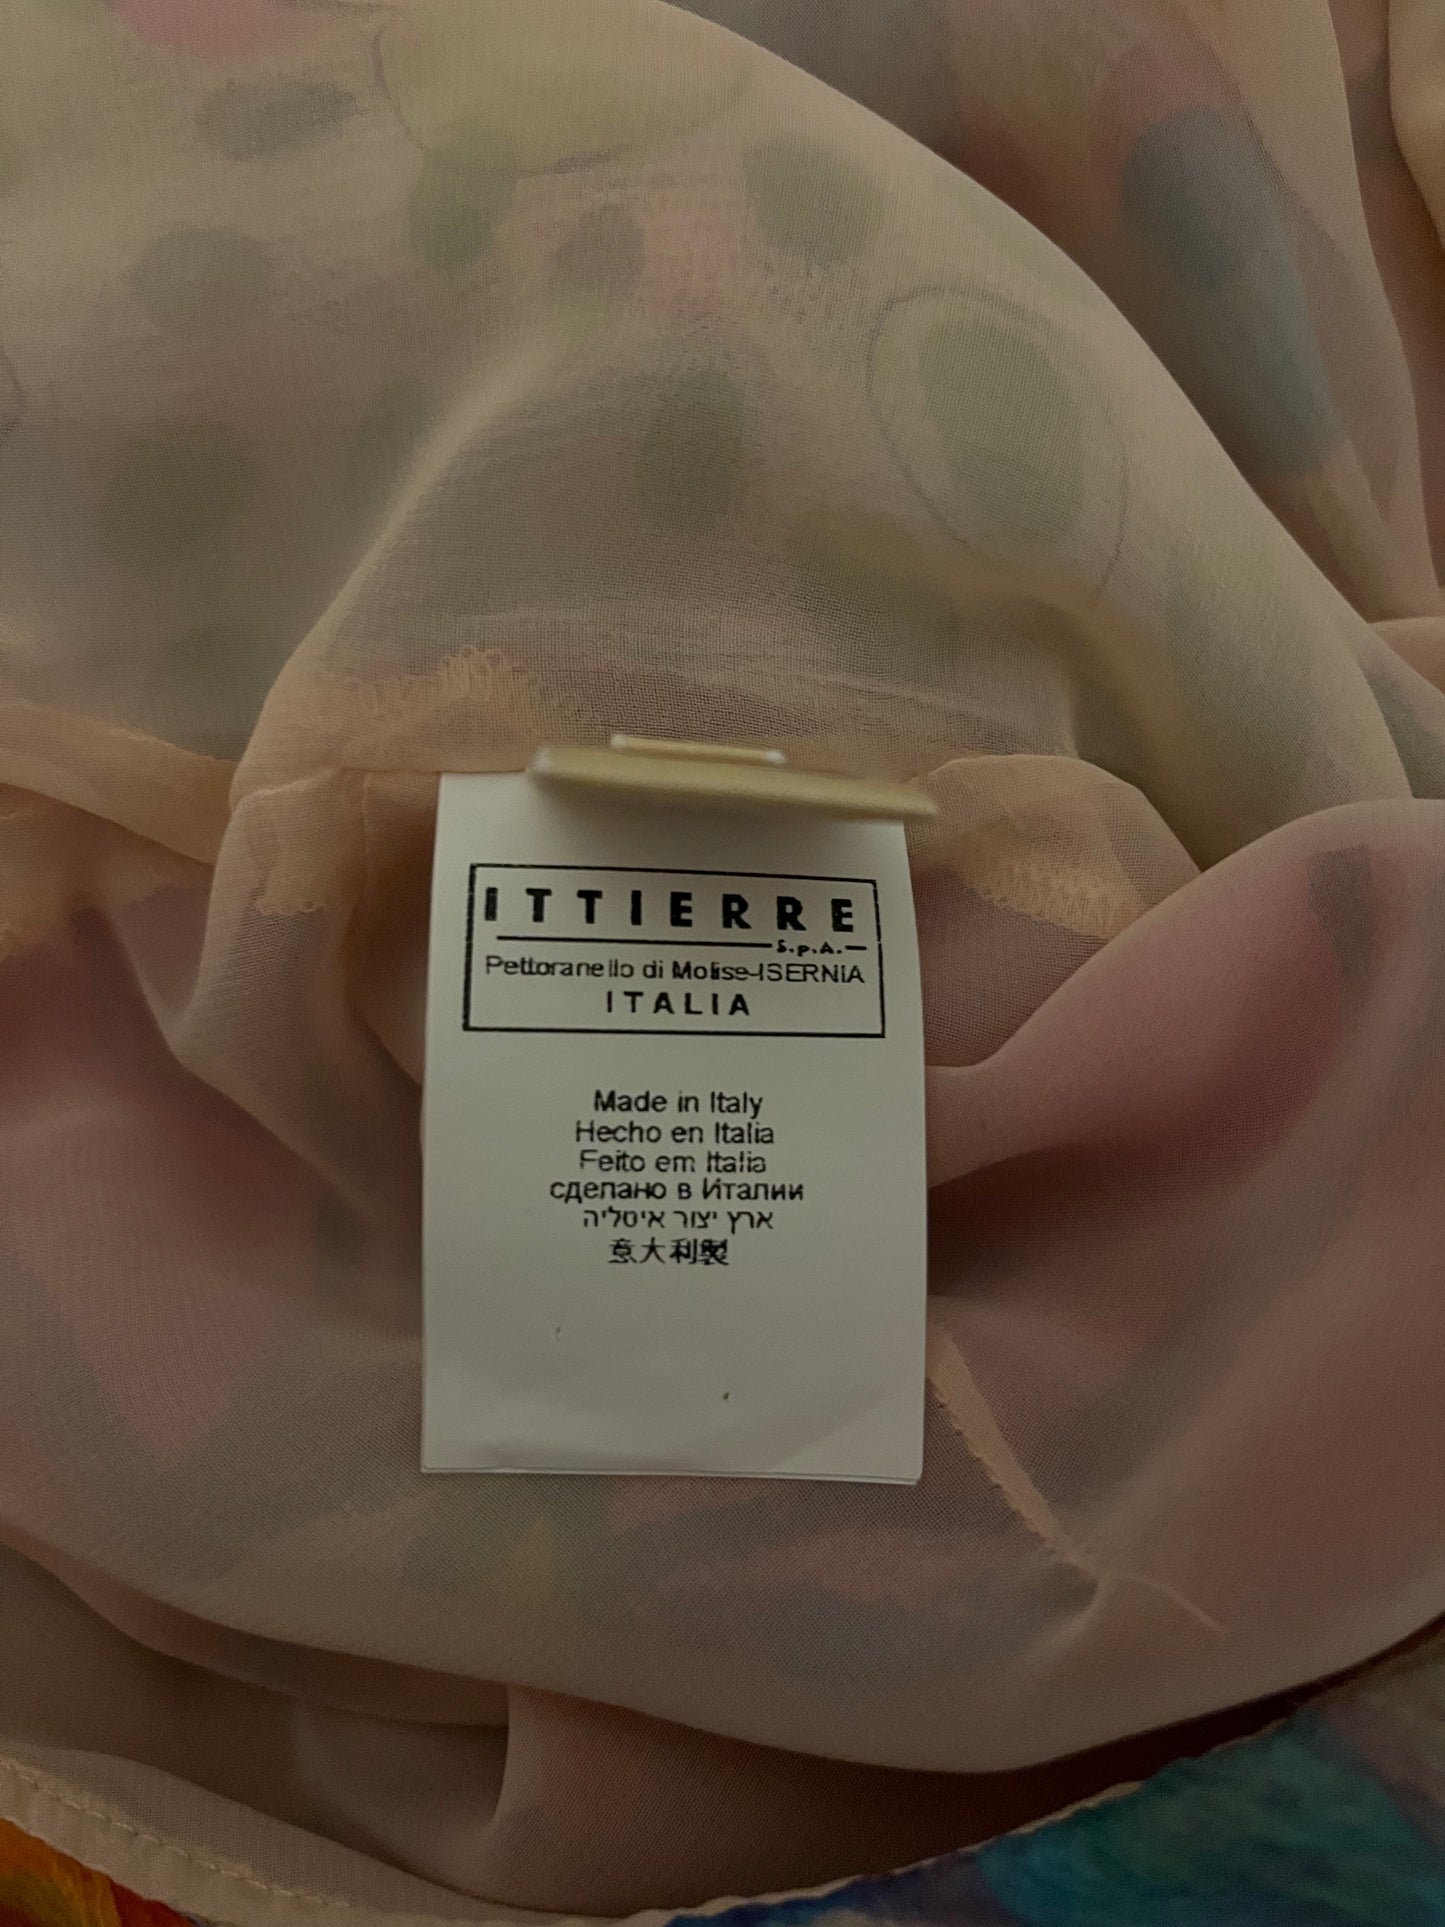 ITTIERRE
S.p.A.
Pettoranello di Molise-ISERNIA
ITALIA
Made in Italy
Hecho en Italia
Feito em Italia
сделано в Италии
ארץ יצור איטליה
意大利製